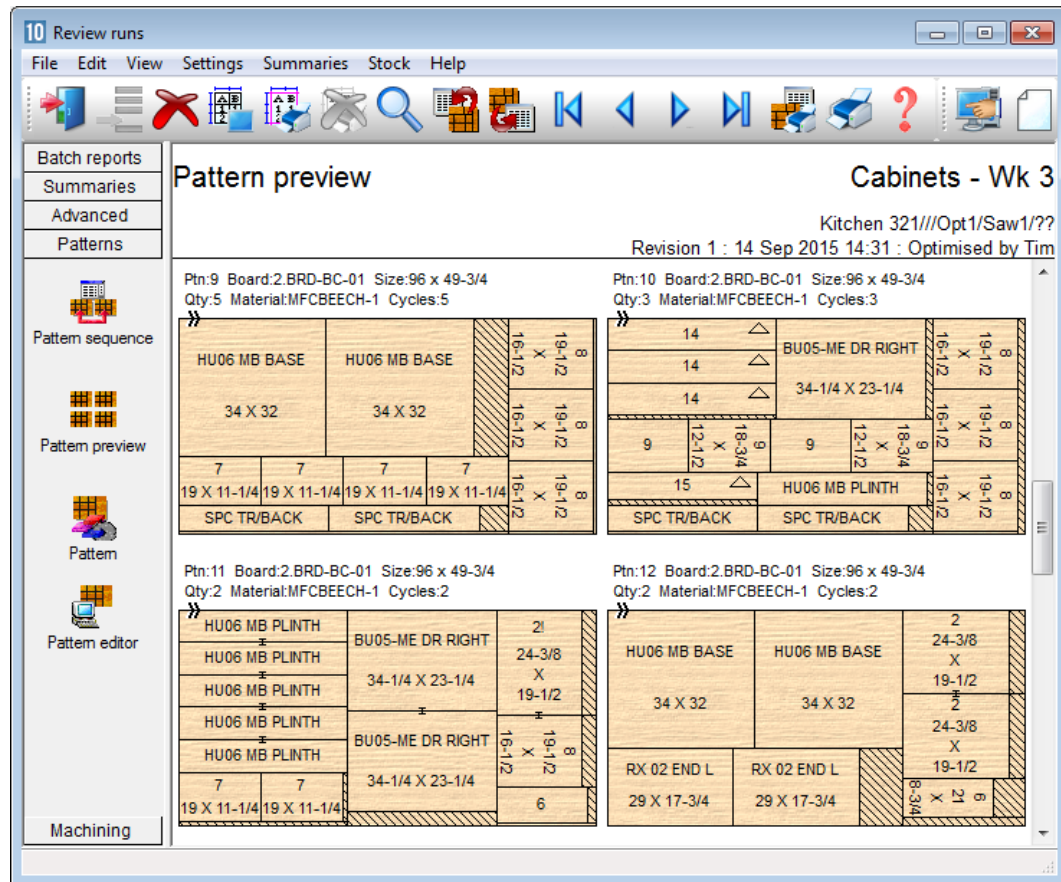 10 Review runs
File Edit View Settings Summaries Stock Help
Batch reports
Summaries
Advanced
Patterns
Pattern sequence
Pattern preview
Pattern
Pattern editor
Machining
Pattern preview
Cabinets - Wk 3
Kitchen 321///Opt1/Saw1/??
Revision 1 : 14 Sep 2015 14:31 : Optimised by Tim
Ptn:9 Board:2.BRD-BC-01 Size:96 x 49-3/4
Qty:5 Material:MFCBEECH-1 Cycles:5
HU06 MB BASE
34 X 32
HU06 MB BASE
34 X 32
8
19-1/2
X
16-1/2
8
19-1/2
X
16-1/2
8
19-1/2
X
16-1/2
7
19 X 11-1/4
7
19 X 11-1/4
7
19 X 11-1/4
7
19 X 11-1/4
SPC TR/BACK
SPC TR/BACK
Ptn:10 Board:2.BRD-BC-01 Size:96 x 49-3/4
Qty:3 Material:MFCBEECH-1 Cycles:3
14
14
14
BU05-ME DR RIGHT
34-1/4 X 23-1/4
8
19-1/2
X
16-1/2
8
19-1/2
X
16-1/2
8
19-1/2
X
16-1/2
9
9
18-3/4
X
12-1/2
9
9
18-3/4
X
12-1/2
15
HU06 MB PLINTH
SPC TR/BACK
SPC TR/BACK
Ptn:11 Board:2.BRD-BC-01 Size:96 x 49-3/4
Qty:2 Material:MFCBEECH-1 Cycles:2
HU06 MB PLINTH
HU06 MB PLINTH
HU06 MB PLINTH
HU06 MB PLINTH
HU06 MB PLINTH
7
19 X 11-1/4
7
19 X 11-1/4
BU05-ME DR RIGHT
34-1/4 X 23-1/4
BU05-ME DR RIGHT
34-1/4 X 23-1/4
2!
24-3/8
X
19-1/2
8
19-1/2
X
16-1/2
6
Ptn:12 Board:2.BRD-BC-01 Size:96 x 49-3/4
Qty:2 Material:MFCBEECH-1 Cycles:2
HU06 MB BASE
34 X 32
HU06 MB BASE
34 X 32
RX 02 END L
29 X 17-3/4
RX 02 END L
29 X 17-3/4
2
24-3/8
X
19-1/2
2
24-3/8
X
19-1/2
6
21
X
8-3/4